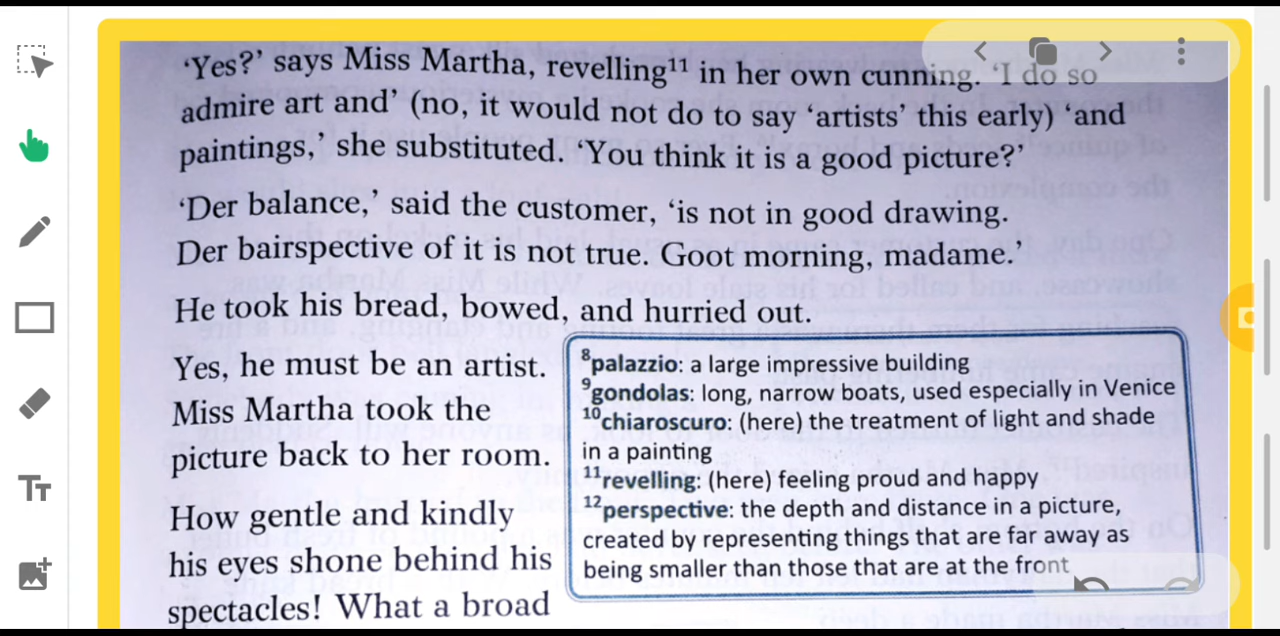 ‘Yes?’ says Miss Martha, revelling¹¹ in her own cunning. ‘I do so
admire art and’ (no, it would not do to say ‘artists’ this early) ‘and
paintings,’ she substituted. ‘You think it is a good picture?’
‘Der balance,’ said the customer, ‘is not in good drawing.
Der bairspective of it is not true. Goot morning, madame.’
He took his bread, bowed, and hurried out.
Yes, he must be an artist.
Miss Martha took the
picture back to her room.
How gentle and kindly
his eyes shone behind his
spectacles! What a broad
⁸palazzio: a large impressive building
⁹gondolas: long, narrow boats, used especially in Venice
¹⁰chiaroscuro: (here) the treatment of light and shade
in a painting
¹¹revelling: (here) feeling proud and happy
¹²perspective: the depth and distance in a picture,
created by representing things that are far away as
being smaller than those that are at the front
Tт